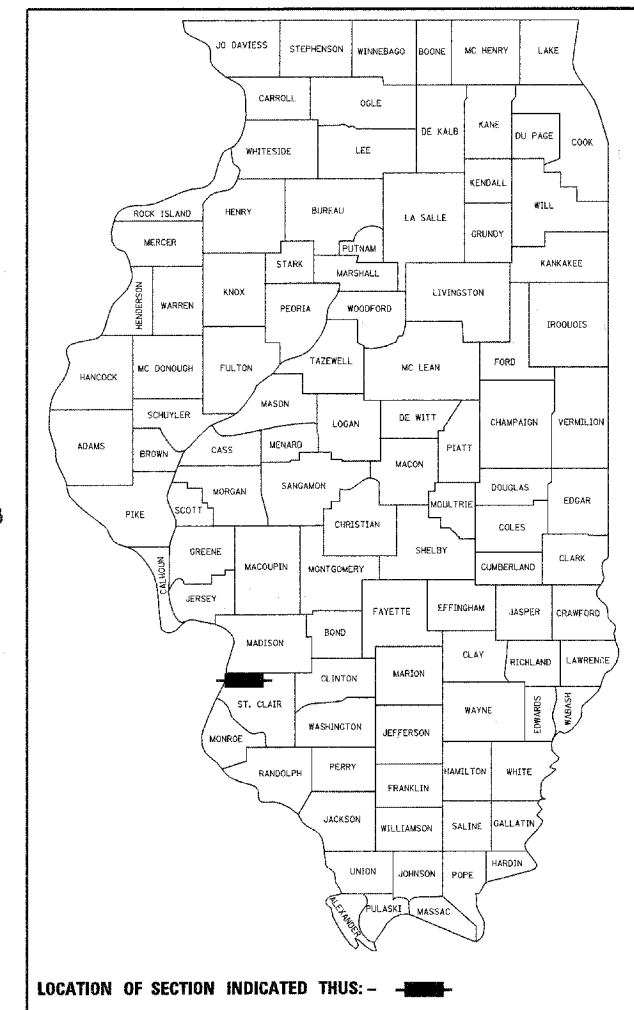 JO DAVIESS STEPHENSON WINNEBAGO BOONE MC HENRY LAKE
CARROLL OGLE DE KALB KANE DU PAGE COOK
WHITESIDE LEE
KENDALL WILL
ROCK ISLAND HENRY BUREAU LA SALLE
GRUNDY
MERCER PUTNAM
STARK MARSHALL KANKAKEE
HENDERSON WARREN KNOX PEORIA WOODFORD LIVINGSTON IROQUOIS
HANCOCK MC DONOUGH FULTON TAZEWELL MC LEAN FORD
MASON
SCHUYLER LOGAN DE WITT CHAMPAIGN VERMILION
ADAMS BROWN CASS MENARD MACON PIATT
PIKE SCOTT MORGAN SANGAMON MOULTRIE DOUGLAS EDGAR
CHRISTIAN COLES
GREENE SHELBY
CALHOUN MACOUPIN MONTGOMERY CUMBERLAND CLARK
JERSEY FAYETTE EFFINGHAM JASPER CRAWFORD
MADISON BOND
CLAY RICHLAND LAWRENCE
CLINTON MARION
ST. CLAIR WAYNE EDWARDS WABASH
WASHINGTON JEFFERSON
MONROE
RANDOLPH PERRY HAMILTON WHITE
FRANKLIN
JACKSON WILLIAMSON SALINE GALLATIN
UNION JOHNSON POPE HARDIN
ALEXANDER PULASKI MASSAC
LOCATION OF SECTION INDICATED THUS: -